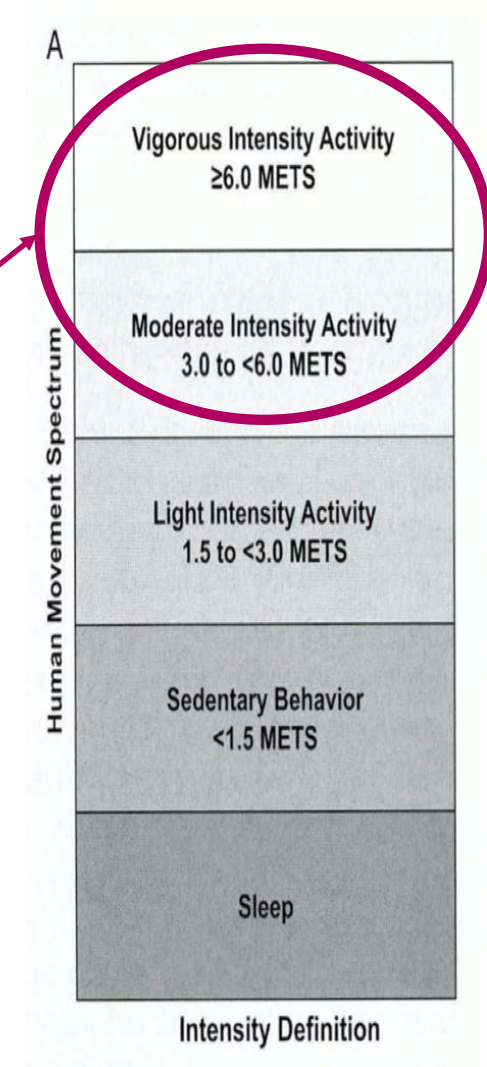 A
Vigorous Intensity Activity
≥6.0 METS
Moderate Intensity Activity
3.0 to <6.0 METS
Light Intensity Activity
1.5 to <3.0 METS
Sedentary Behavior
<1.5 METS
Sleep
Human Movement Spectrum
Intensity Definition